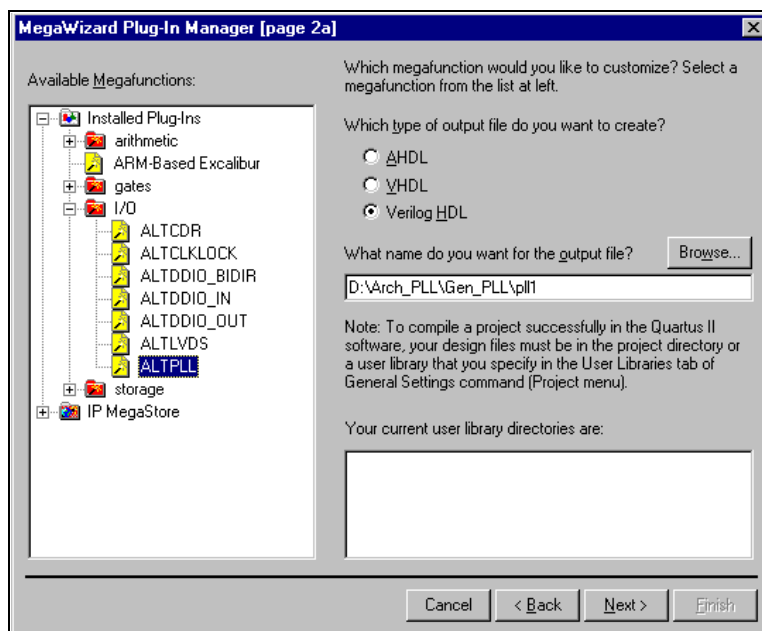 MegaWizard Plug-In Manager [page 2a]
Available Megafunctions:
Installed Plug-Ins
arithmetic
ARM-Based Excalibur
gates
I/O
ALTCDR
ALTCLKLOCK
ALTDDIO_BIDIR
ALTDDIO_IN
ALTDDIO_OUT
ALTLVDS
ALTPLL
storage
IP MegaStore
Which megafunction would you like to customize? Select a
megafunction from the list at left.
Which type of output file do you want to create?
AHDL
VHDL
Verilog HDL
What name do you want for the output file?
Browse...
D:\Arch_PLL\Gen_PLL\pll1
Note: To compile a project successfully in the Quartus II
software, your design files must be in the project directory or
a user library that you specify in the User Libraries tab of
General Settings command (Project menu).
Your current user library directories are:
Cancel
< Back
Next >
Finish